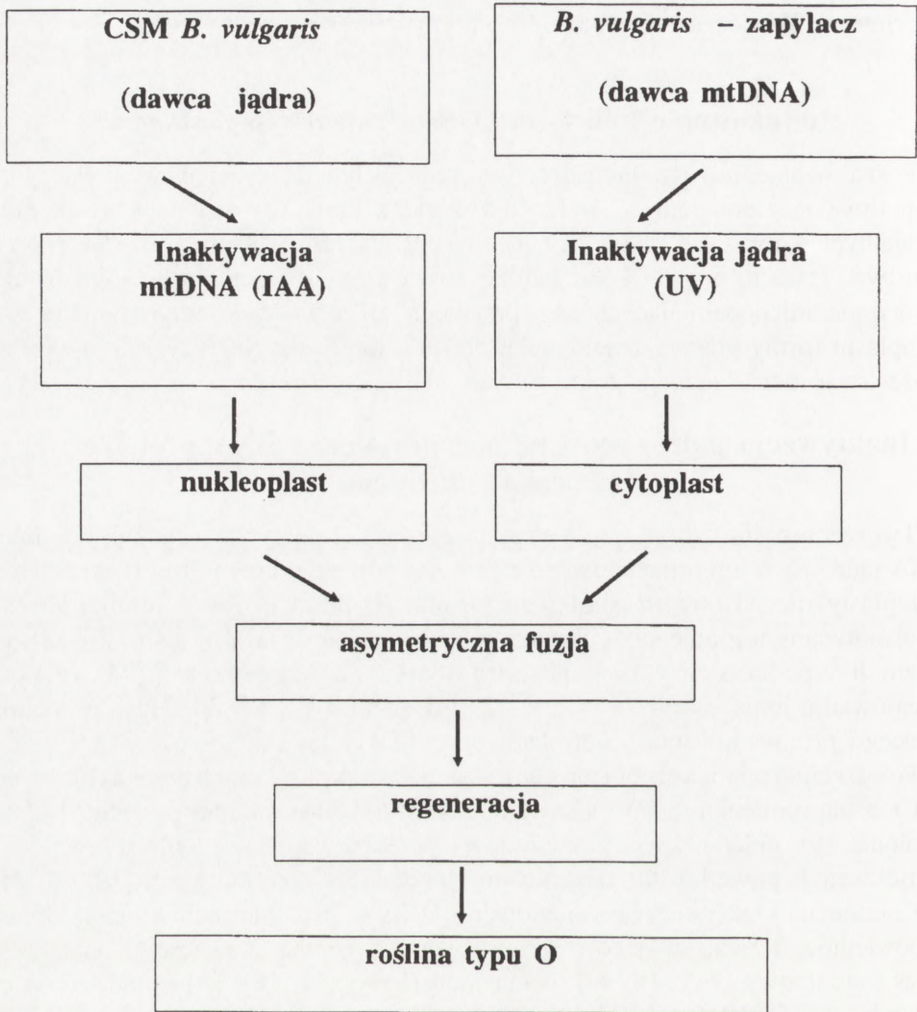 CSM B. vulgaris
(dawca jądra)
B. vulgaris – zapylacz
(dawca mtDNA)
Inaktywacja
mtDNA (IAA)
Inaktywacja jądra
(UV)
nukleoplast
cytoplast
asymetryczna fuzja
regeneracja
roślina typu O